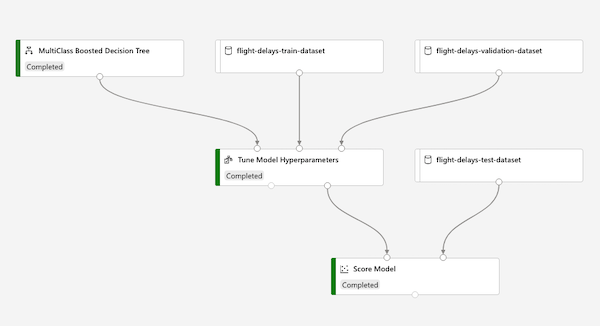 MultiClass Boosted Decision Tree
Completed
flight-delays-train-dataset
flight-delays-validation-dataset
Tune Model Hyperparameters
Completed
flight-delays-test-dataset
Score Model
Completed